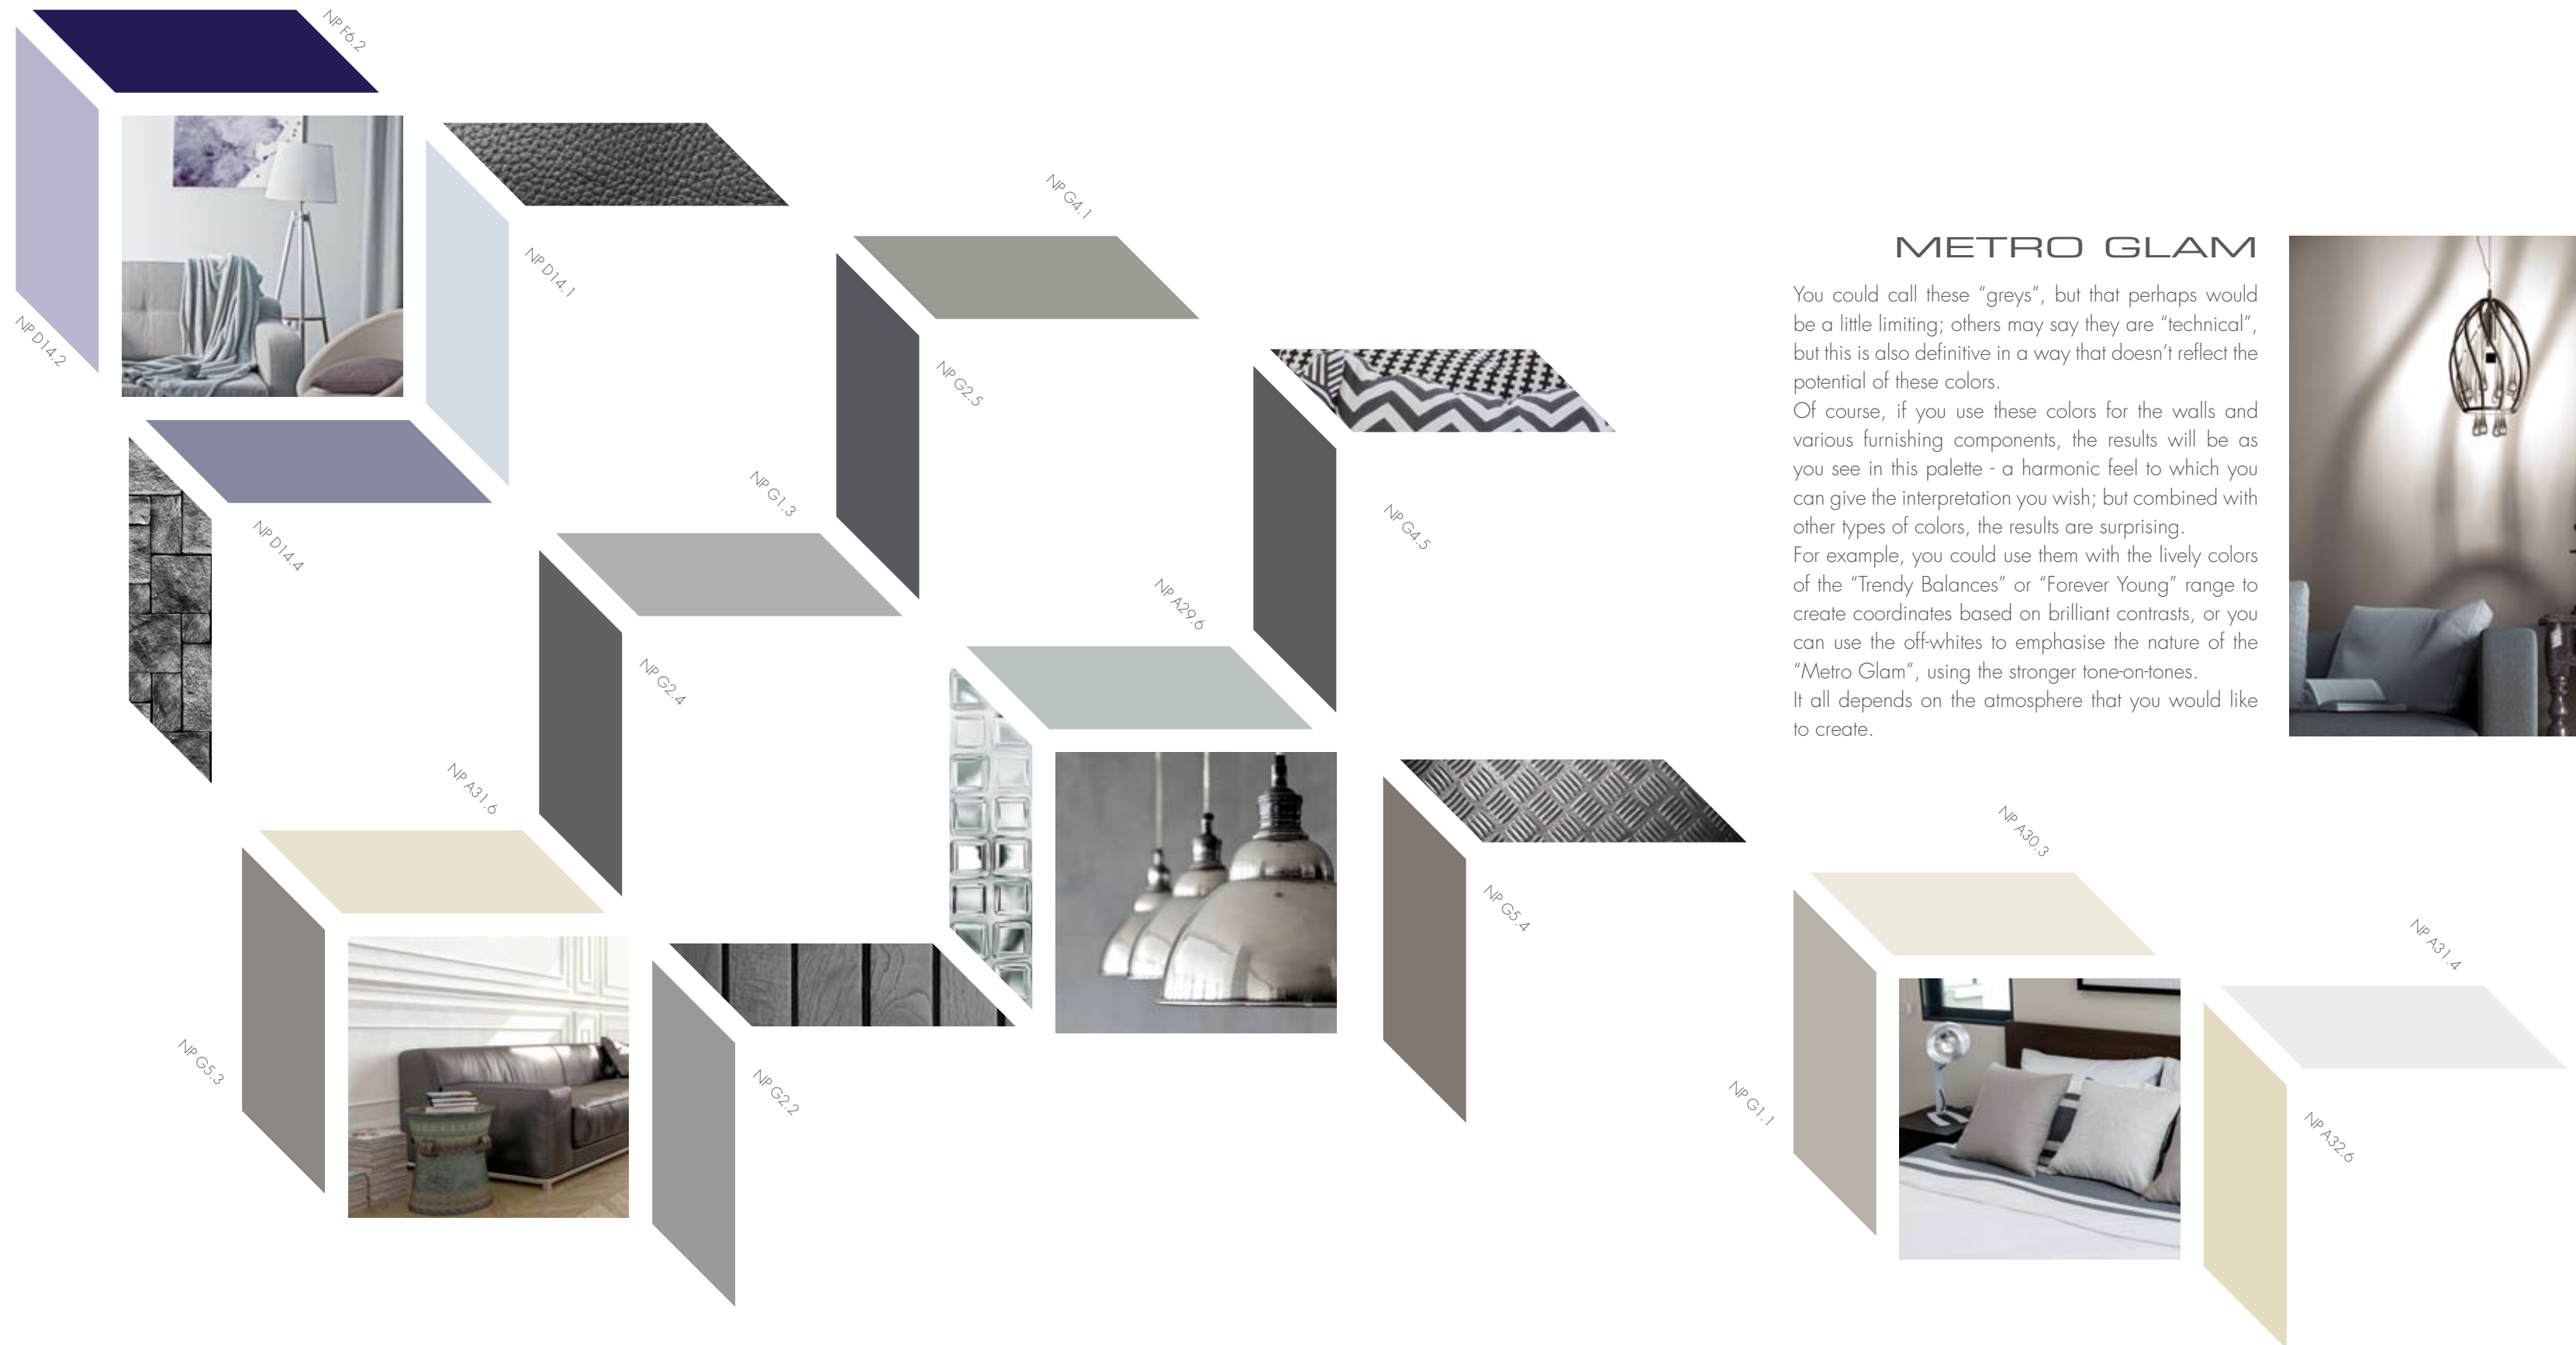 NP F6.2
NP D14.2
NP D14.1
NP G4.1
NP G2.5
NP D14.4
NP G1.3
NP G4.5
NP A29.6
NP G2.4
NP A31.6
NP G5.4
NP G5.3
NP G2.2
METRO GLAM
You could call these “greys”, but that perhaps would
be a little limiting; others may say they are “technical”,
but this is also definitive in a way that doesn’t reflect the
potential of these colors.
Of course, if you use these colors for the walls and
various furnishing components, the results will be as
you see in this palette - a harmonic feel to which you
can give the interpretation you wish; but combined with
other types of colors, the results are surprising.
For example, you could use them with the lively colors
of the “Trendy Balances” or “Forever Young” range to
create coordinates based on brilliant contrasts, or you
can use the off-whites to emphasise the nature of the
“Metro Glam”, using the stronger tone-on-tones.
It all depends on the atmosphere that you would like
to create.
NP A30.3
NP A31.4
NP G1.1
NP A32.6